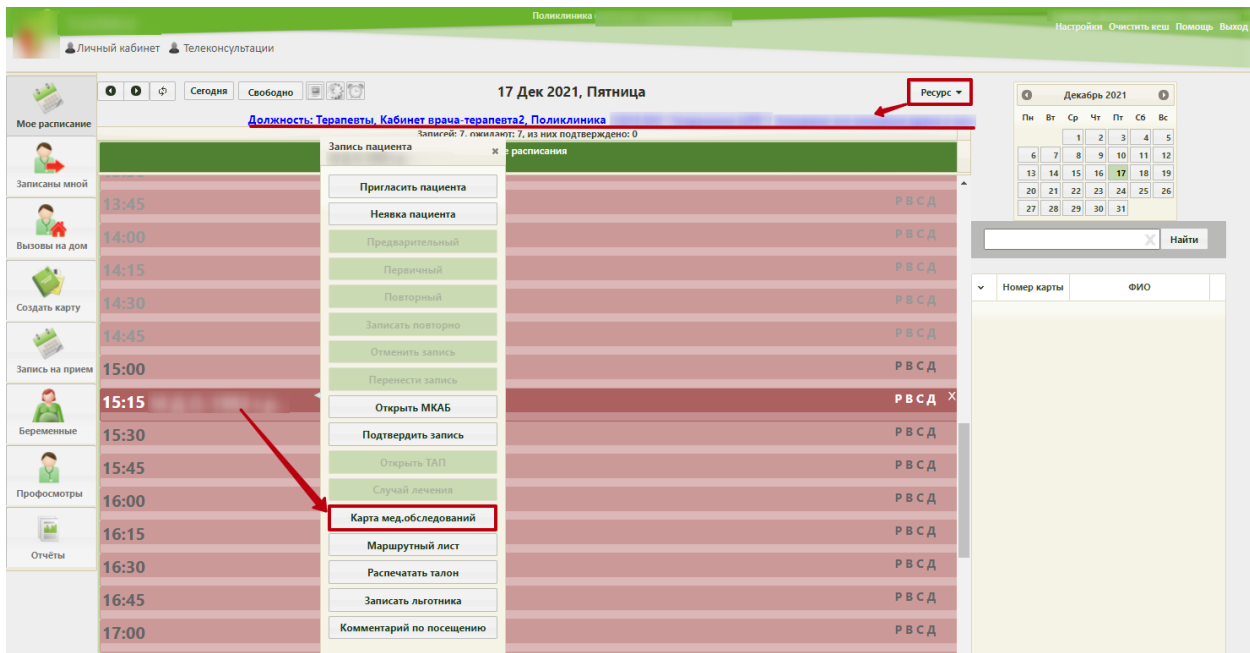 Поликлиника
Настройки Очистить кеш Помощь Выход
Личный кабинет Телеконсультации
Сегодня Свободно
17 Дек 2021, Пятница
Ресурс
Должность: Терапевты, Кабинет врача-терапевта2, Поликлиника
Записей: 7, ожидают: 7, из них подтверждено: 0
е расписания
Мое расписание
Записаны мной
Вызовы на дом
Создать карту
Запись на прием
Беременные
Профосмотры
Отчёты
13:45 Р В С Д
14:00 Р В С Д
14:15 Р В С Д
14:30 Р В С Д
14:45 Р В С Д
15:00 Р В С Д
15:15 Р В С Д X
15:30 Р В С Д
15:45 Р В С Д
16:00 Р В С Д
16:15 Р В С Д
16:30 Р В С Д
16:45 Р В С Д
17:00 Р В С Д
Запись пациента
Пригласить пациента
Неявка пациента
Предварительный
Первичный
Повторный
Записать повторно
Отменить запись
Перенести запись
Открыть МКАБ
Подтвердить запись
Открыть ТАП
Случай лечения
Карта мед.обследований
Маршрутный лист
Распечатать талон
Записать льготника
Комментарий по посещению
Декабрь 2021
Пн Вт Ср Чт Пт Сб Вс
1 2 3 4 5
6 7 8 9 10 11 12
13 14 15 16 17 18 19
20 21 22 23 24 25 26
27 28 29 30 31
Найти
Номер карты ФИО